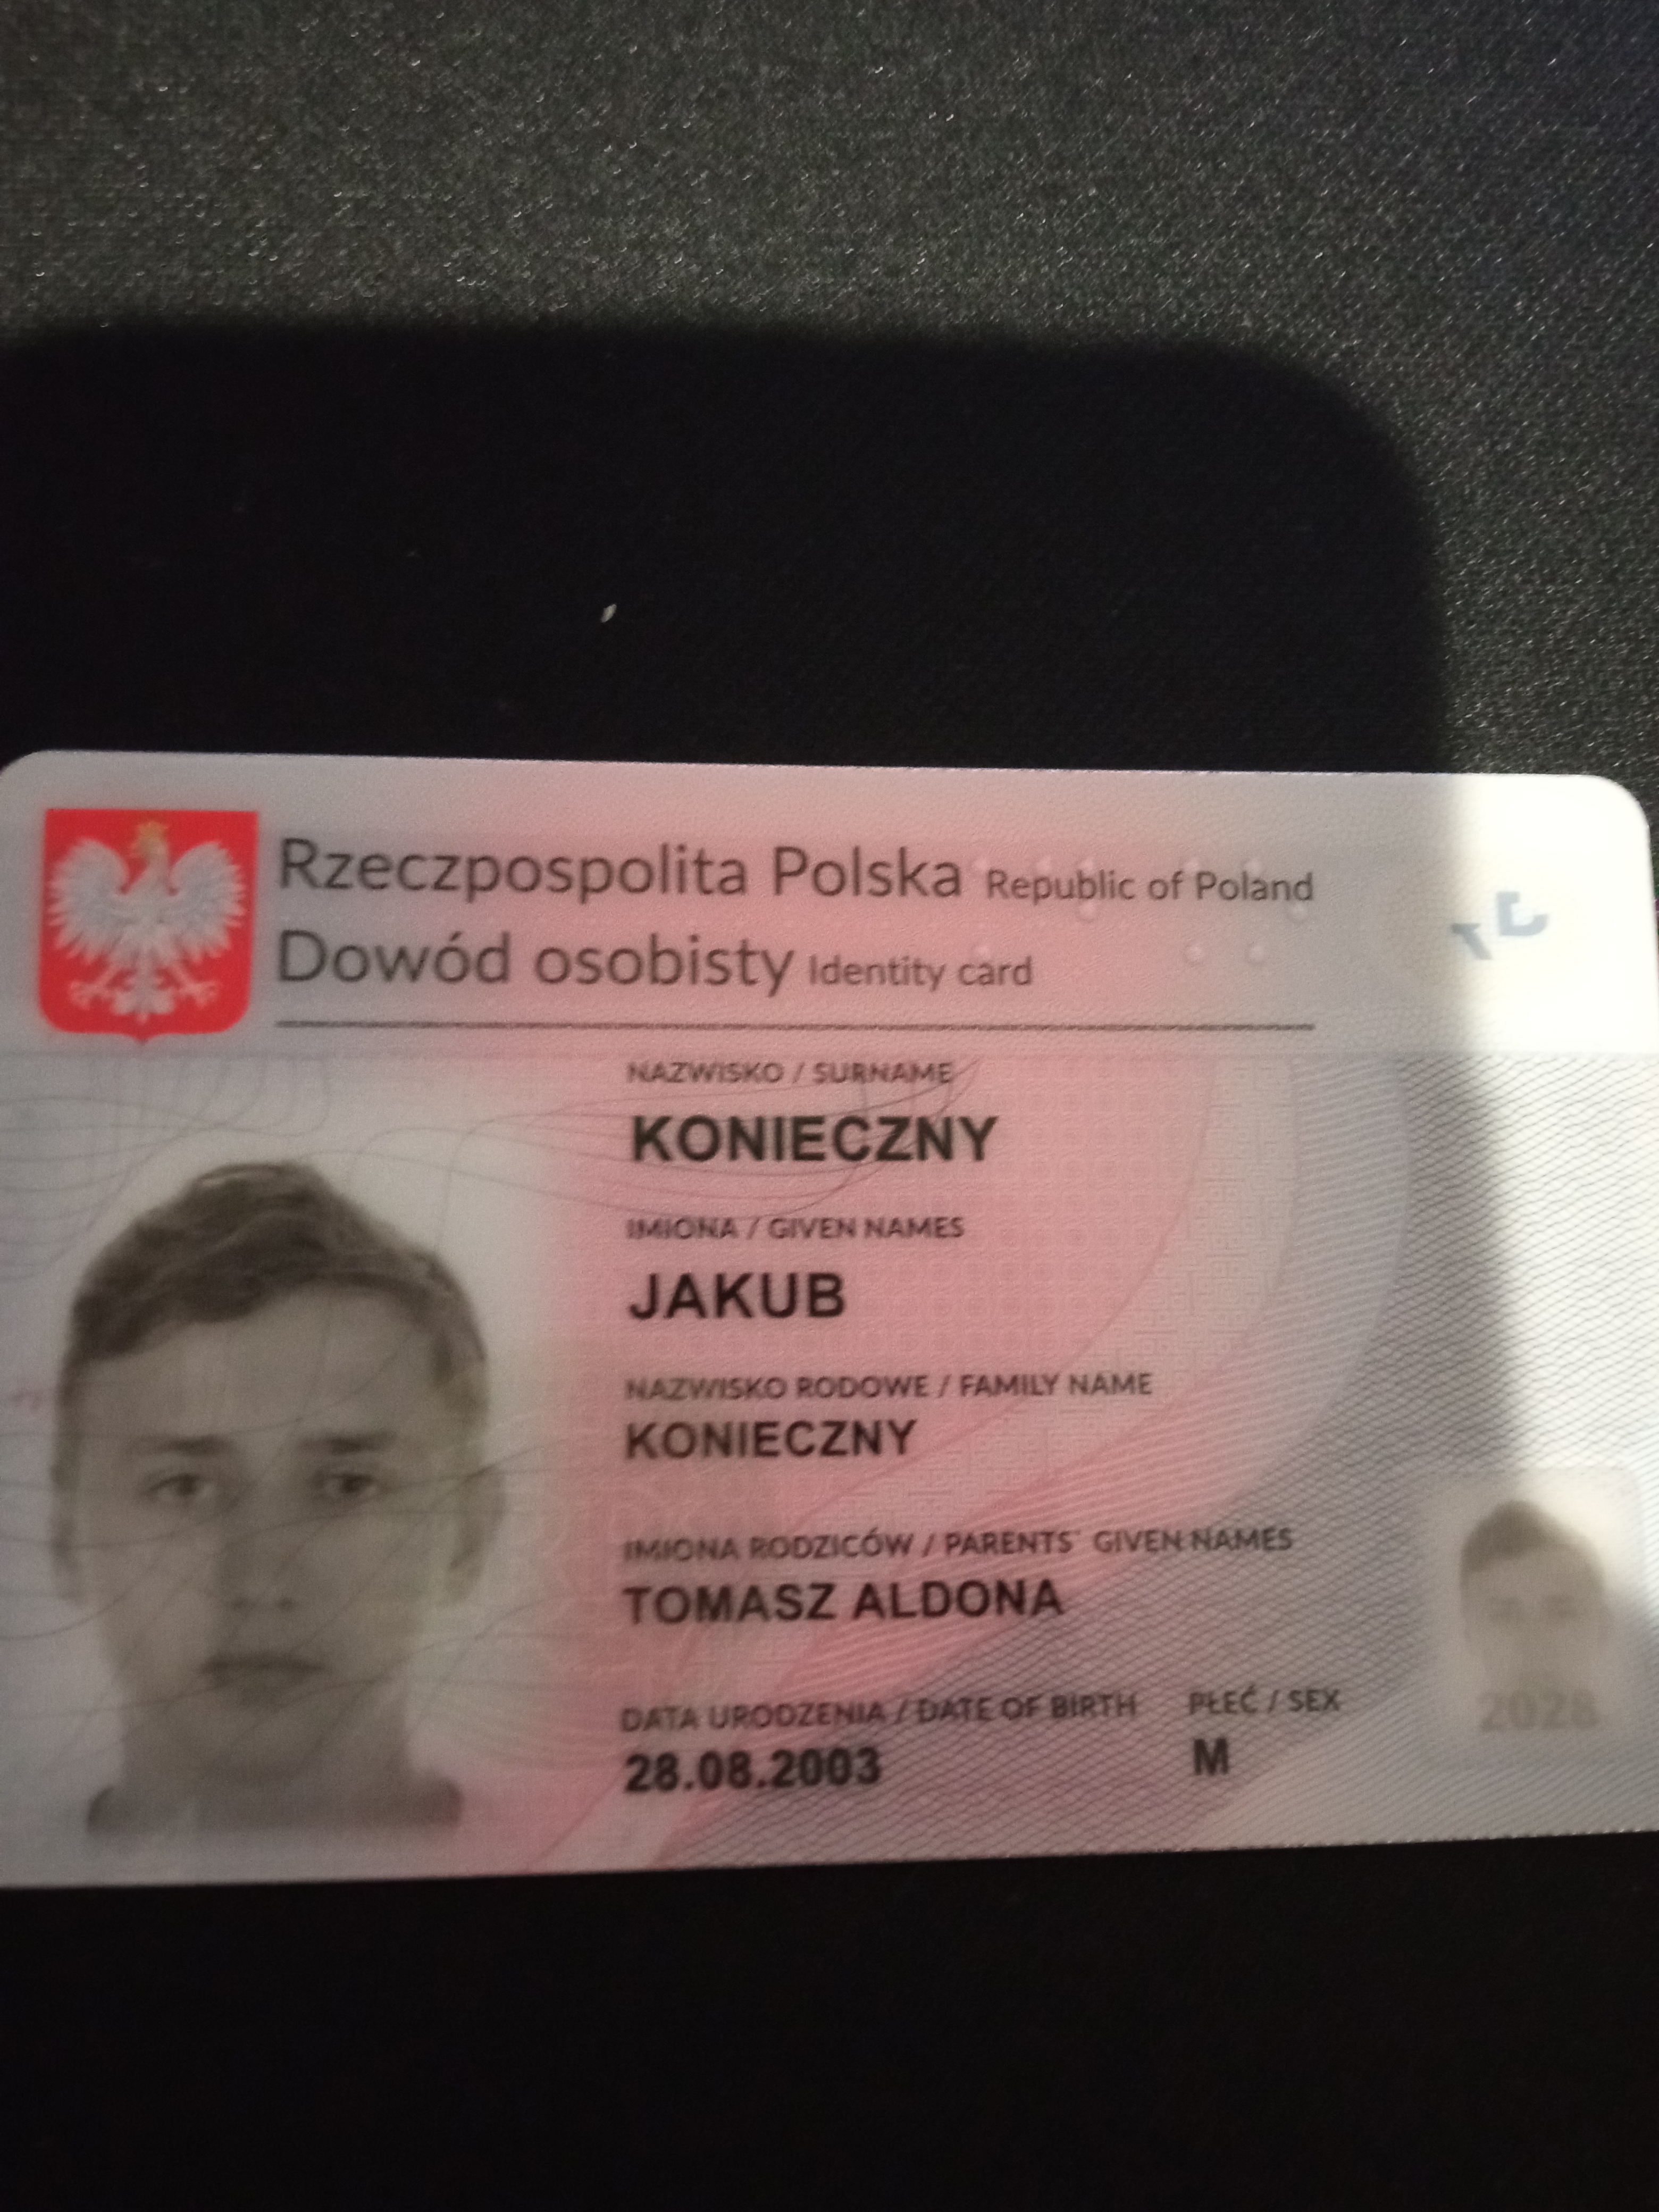 Rzeczpospolita Polska Republic of Poland
Dowód osobisty Identity card
NAZWISKO / SURNAME
KONIECZNY
IMIONA / GIVEN NAMES
JAKUB
NAZWISKO RODOWE / FAMILY NAME
KONIECZNY
IMIONA RODZICÓW / PARENTS' GIVEN NAMES
TOMASZ ALDONA
DATA URODZENIA / DATE OF BIRTH PŁEĆ / SEX
28.08.2003 M
2028